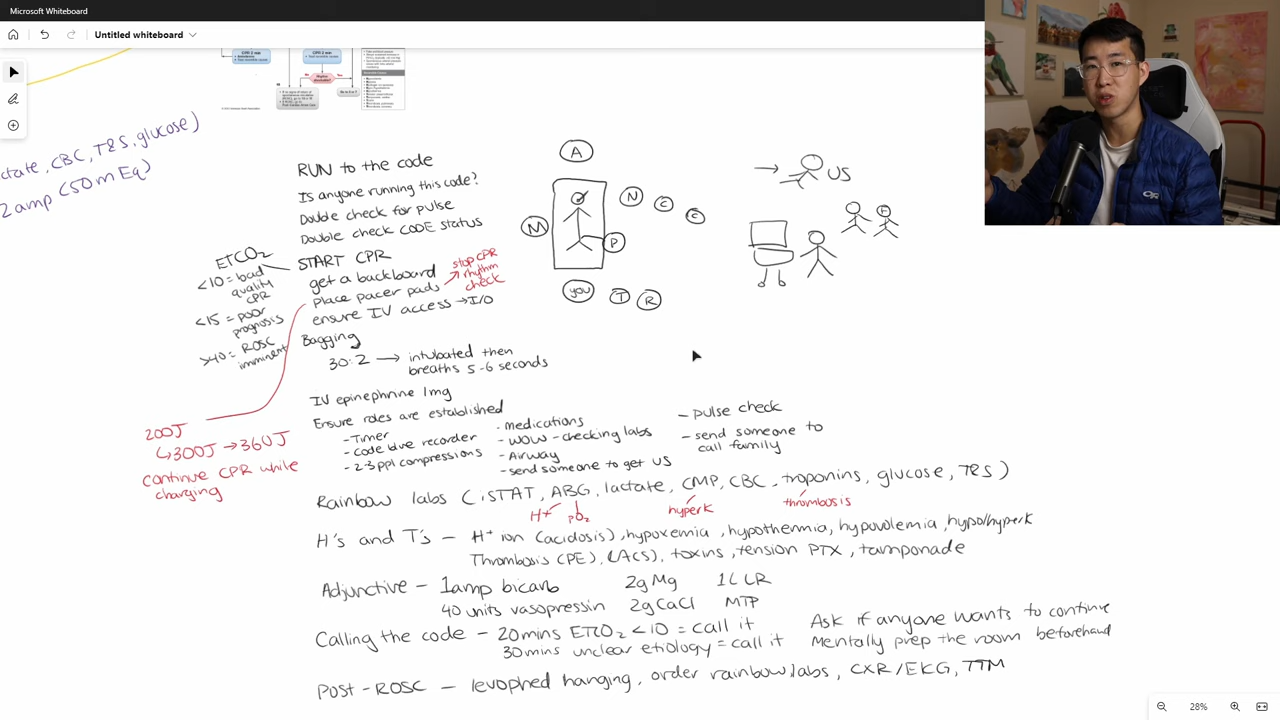 Microsoft Whiteboard
Untitled whiteboard
CPR 2 min
CPR 2 min
lactate, CBC, T&S, glucose)
2 amp (50mEq)
RUN to the code
Is anyone running this code?
Double check for pulse
Double check CODE status
START CPR
get a backboard
place pacer pads
ensure IV access → I/O
stop CPR
rhythm
check
ETCO2
<10 = bad
quality
CPR
<15 = poor
prognosis
>40 = ROSC
imminent
Bagging
30:2 → intubated then
breaths 5-6 seconds
A
N
C
C
M
P
you
T
R
→ US
IV epinephrine 1mg
Ensure roles are established
- Timer
- code blue recorder
- 2-3 ppl compressions
- medications
- WOW - checking labs
- Airway
- send someone to get US
- pulse check
- send someone to
call family
200J
↳300J → 360J
continue CPR while
charging
Rainbow labs (iSTAT, ABG, lactate, CMP, CBC, troponins, glucose, T&S)
H+
pO2
hyperk
thrombosis
H's and T's - H+ ion (acidosis), hypoxemia, hypothermia, hypovolemia, hypo/hyperk
Thrombosis (PE), (ACS), toxins, tension PTX, tamponade
Adjunctive - 1amp bicarb 2g Mg 1L LR
40 units vasopressin 2g CaCl MTP
Calling the code - 20mins ETCO2 <10 = call it
30mins unclear etiology = call it
Ask if anyone wants to continue
Mentally prep the room beforehand
Post-ROSC - levophed hanging, order rainbow labs, CXR/EKG, TTM
28%